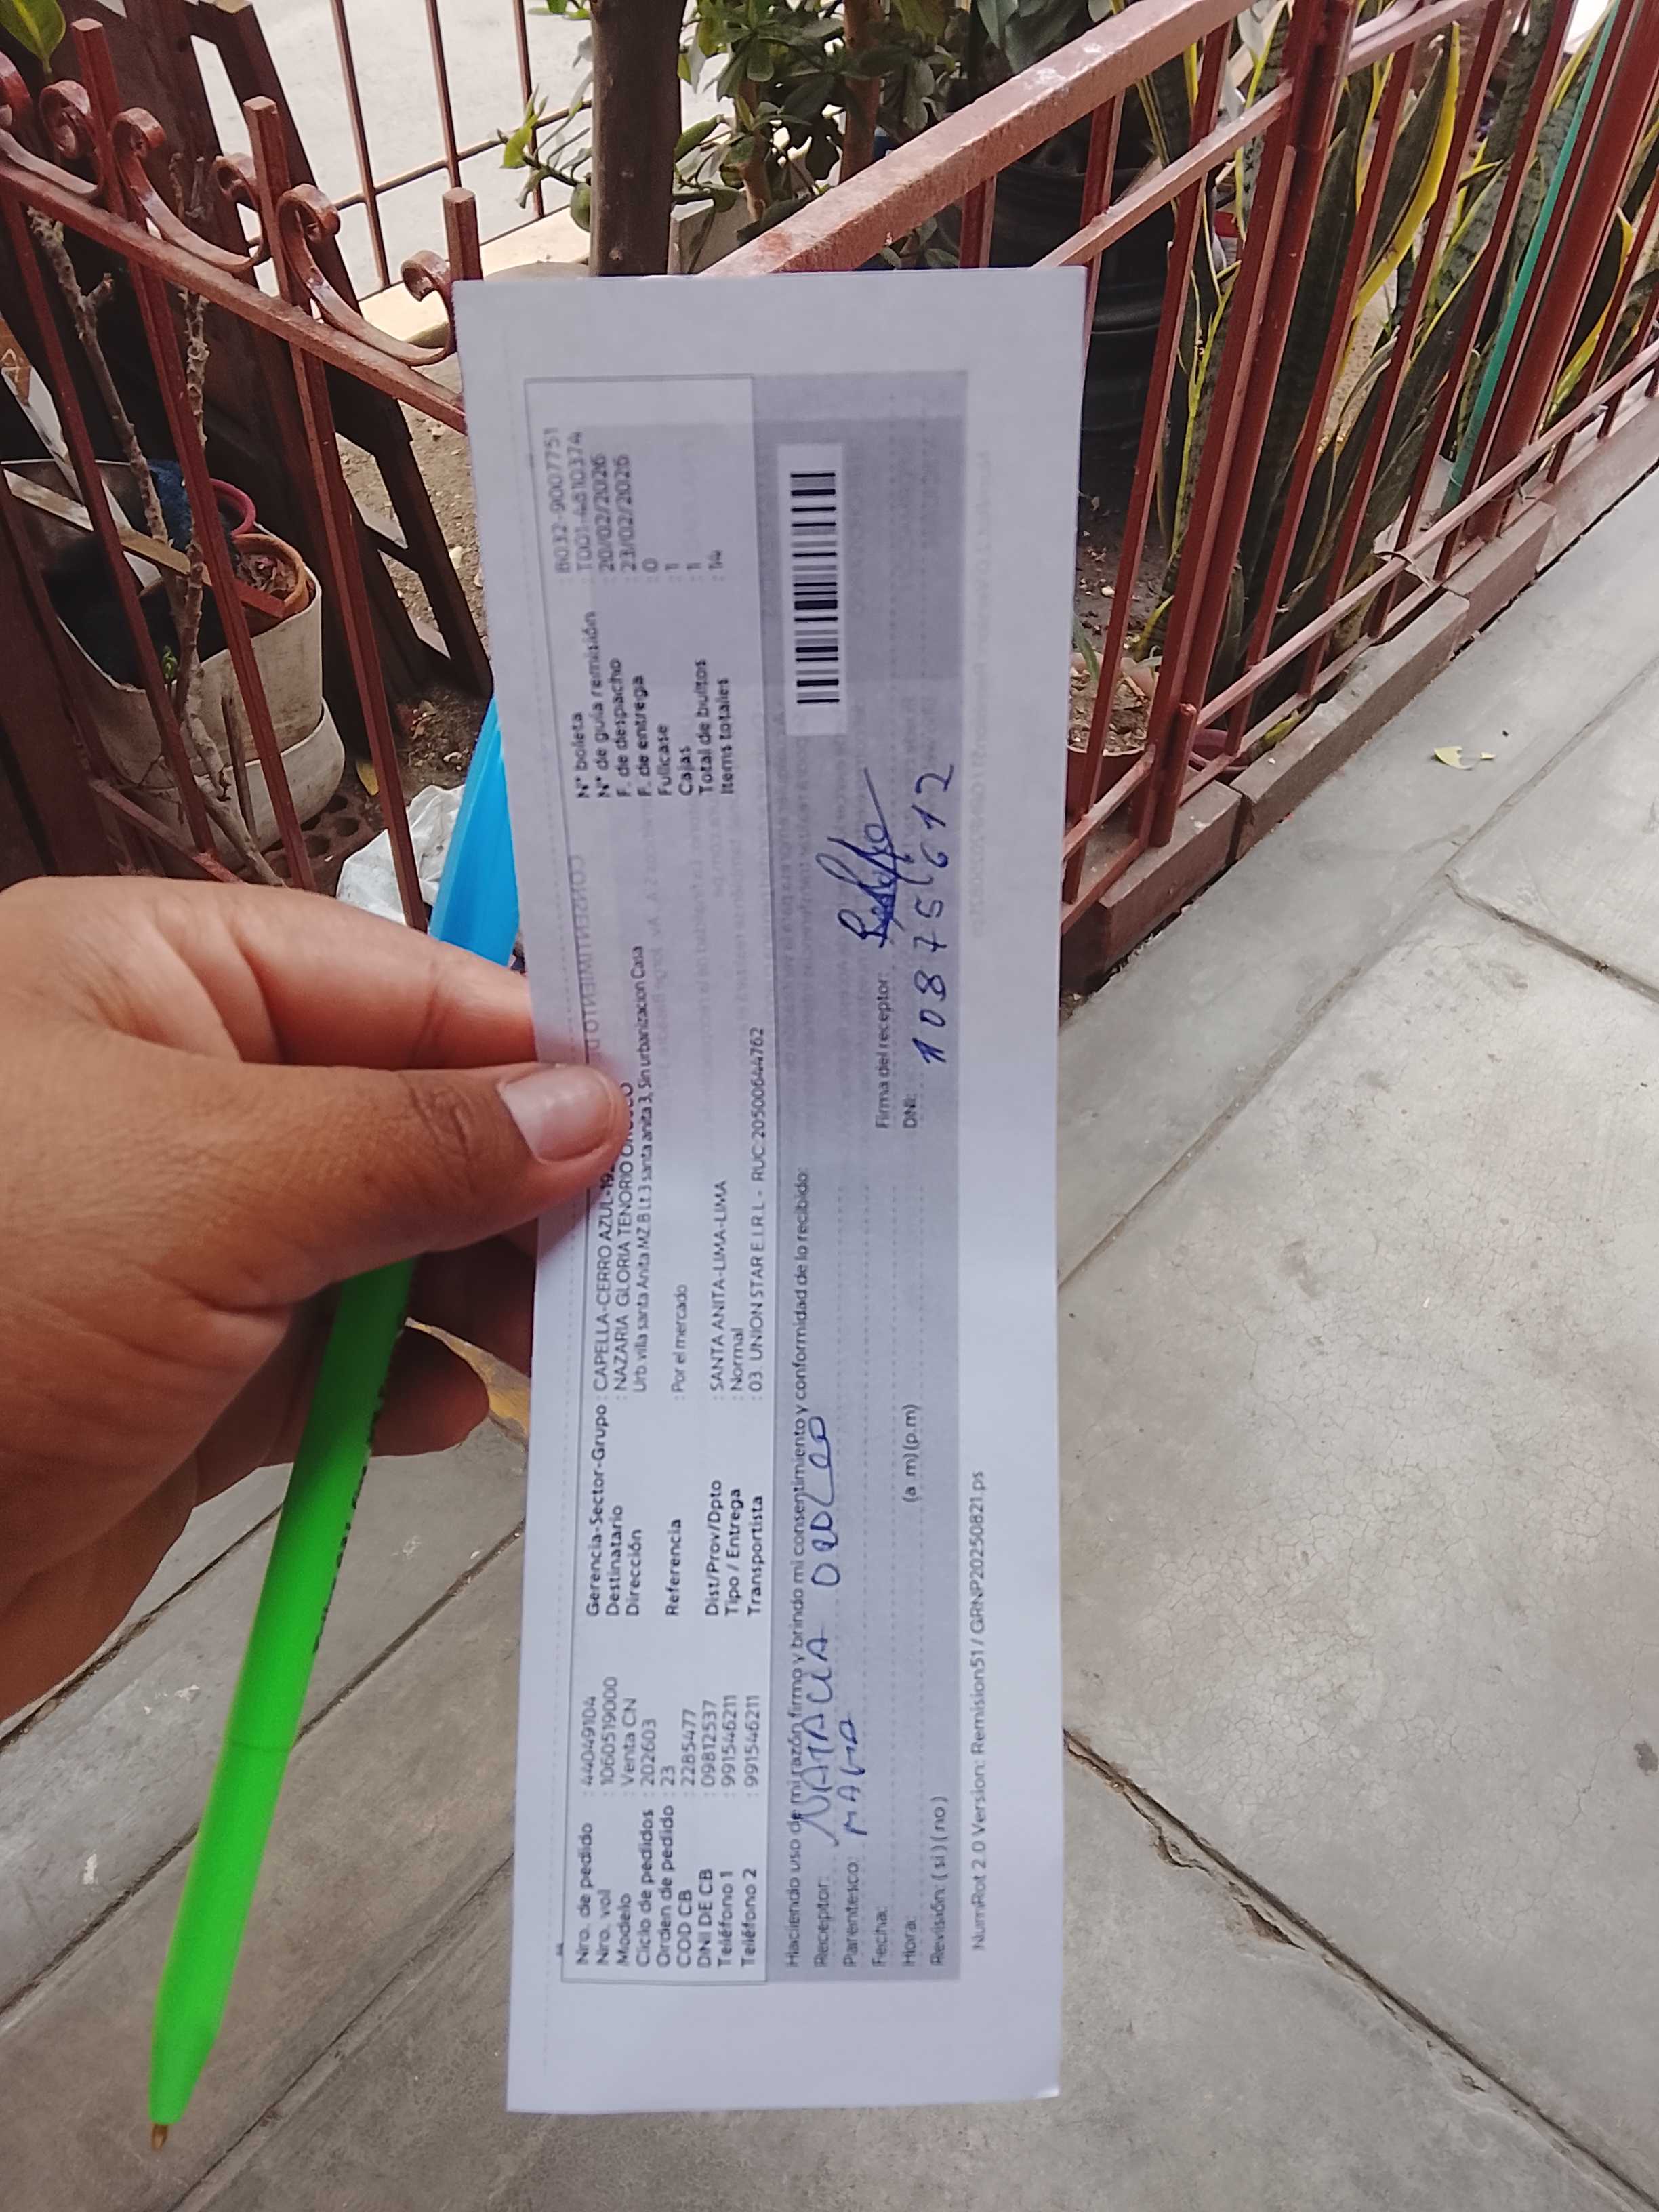 Nro. de pedido : 44049104
Nro. vol : 1060519000
Modelo : Venta CN
Ciclo de pedidos : 202603
Orden de pedido : 23
COD CB : 2285477
DNI DE CB : 09812537
Teléfono 1 : 991546211
Teléfono 2 : 991546211
Gerencia-Sector-Grupo : CAPELLA-CERRO AZUL-19
Destinatario : NAZARIA GLORIA TENORIO
Dirección : Urb villa santa Anita MZ.B Lt.3 santa anita 3, Sin urbanizacion Casa
Referencia : Por el mercado
Dist/Prov/Dpto : SANTA ANITA-LIMA-LIMA
Tipo / Entrega : Normal
Transportista : 03 UNION STAR E.I.R.L - RUC:20500644762
N° boleta : B032-9007751
N° de guía remisión : T001-4810374
F. de despacho : 20/02/2026
F. de entrega : 23/02/2026
Fullcase : 0
Cajas : 1
Total de bultos : 1
Items totales : 14
Haciendo uso de mi razón firmo y brindo mi consentimiento y conformidad de lo recibido:
Receptor:
Parentesco:
Fecha:
Hora: (a.m) (p.m)
Revisión: ( si ) ( no )
Firma del receptor:
DNI: 10875612
NumRot 2.0 Version: Remision51 / GRNP20250821.ps